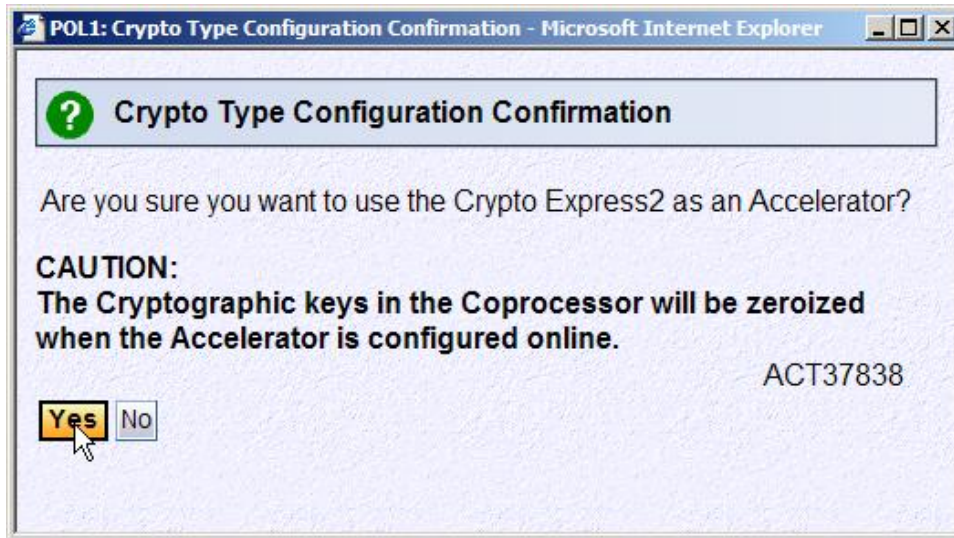 POL1: Crypto Type Configuration Confirmation - Microsoft Internet Explorer
Crypto Type Configuration Confirmation
Are you sure you want to use the Crypto Express2 as an Accelerator?
CAUTION:
The Cryptographic keys in the Coprocessor will be zeroized
when the Accelerator is configured online.
ACT37838
Yes No